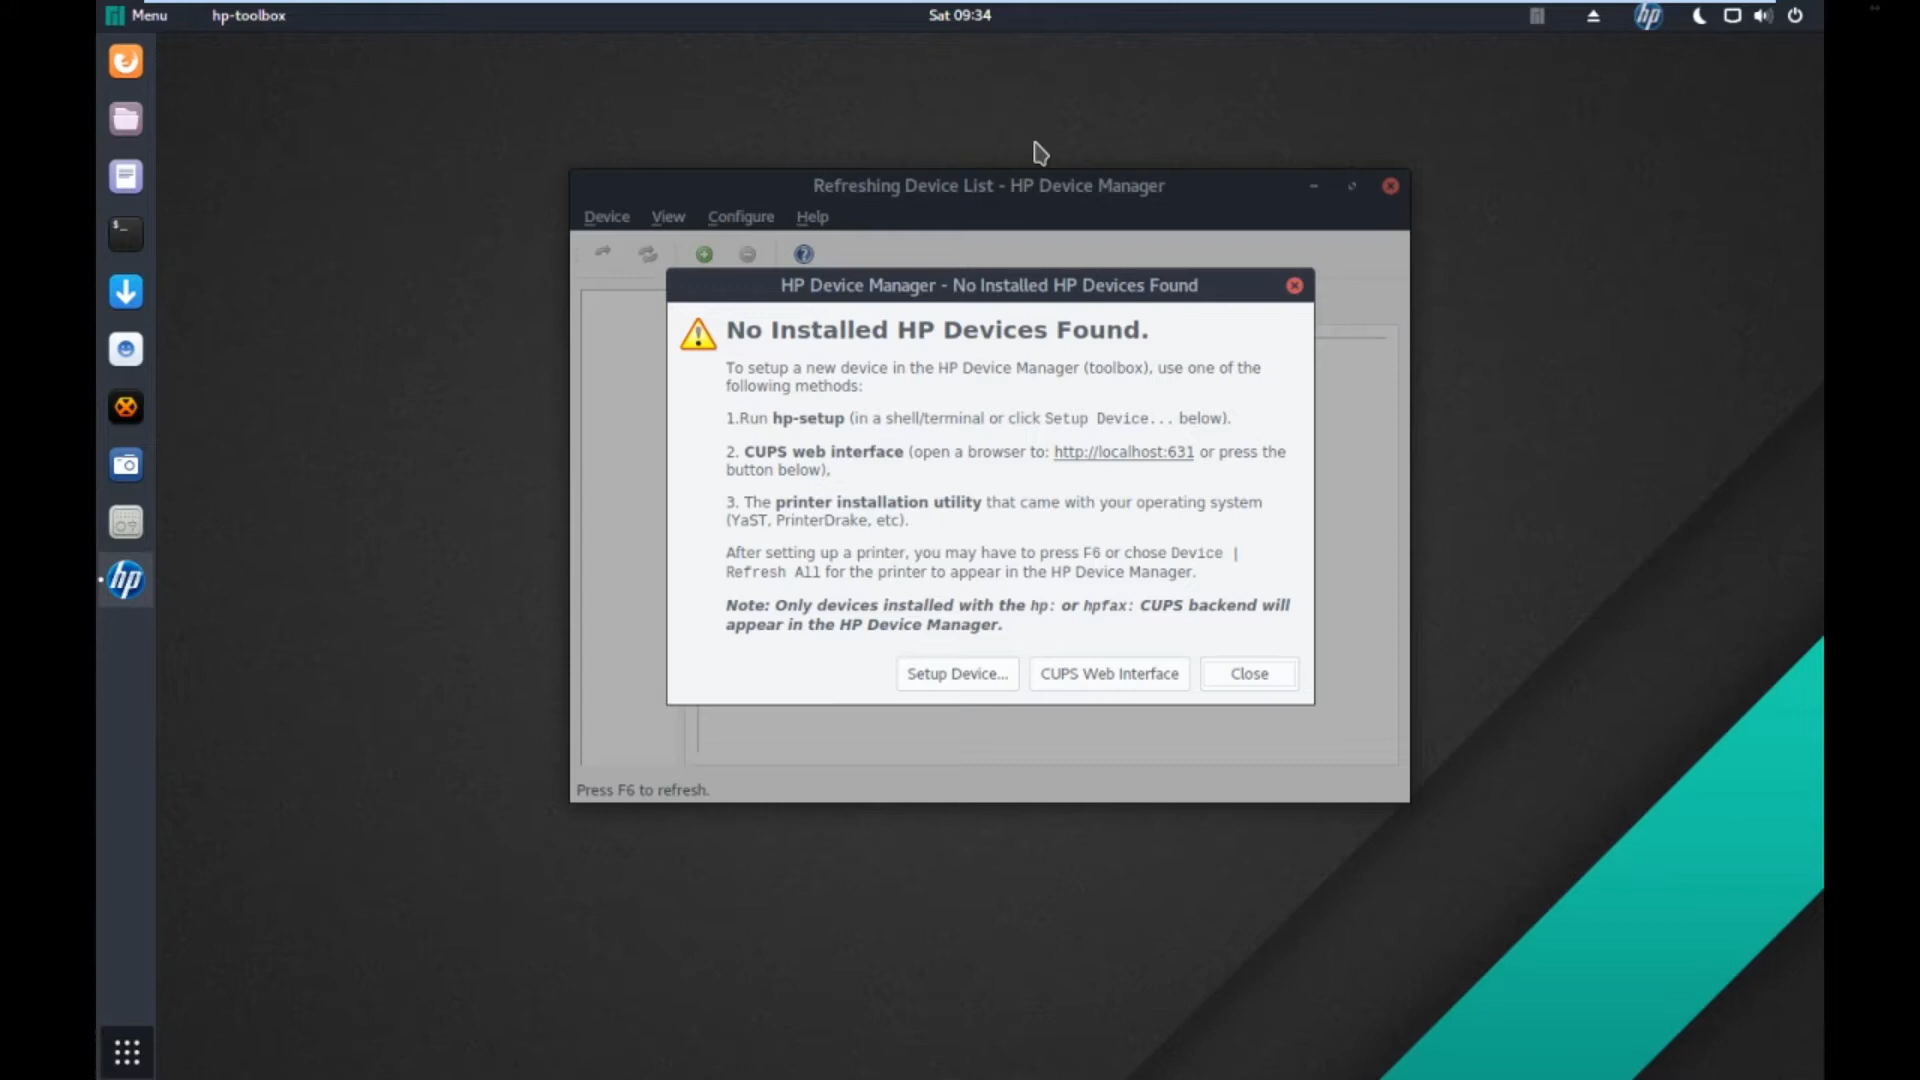 Menu hp-toolbox Sat 09:34 hp
$_
hp
Refreshing Device List - HP Device Manager
Device View Configure Help
HP Device Manager - No Installed HP Devices Found
No Installed HP Devices Found.
To setup a new device in the HP Device Manager (toolbox), use one of the
following methods:
1.Run hp-setup (in a shell/terminal or click Setup Device... below).
2. CUPS web interface (open a browser to: http://localhost:631 or press the
button below),
3. The printer installation utility that came with your operating system
(YaST, PrinterDrake, etc).
After setting up a printer, you may have to press F6 or chose Device |
Refresh All for the printer to appear in the HP Device Manager.
Note: Only devices installed with the hp: or hpfax: CUPS backend will
appear in the HP Device Manager.
Setup Device... CUPS Web Interface Close
Press F6 to refresh.